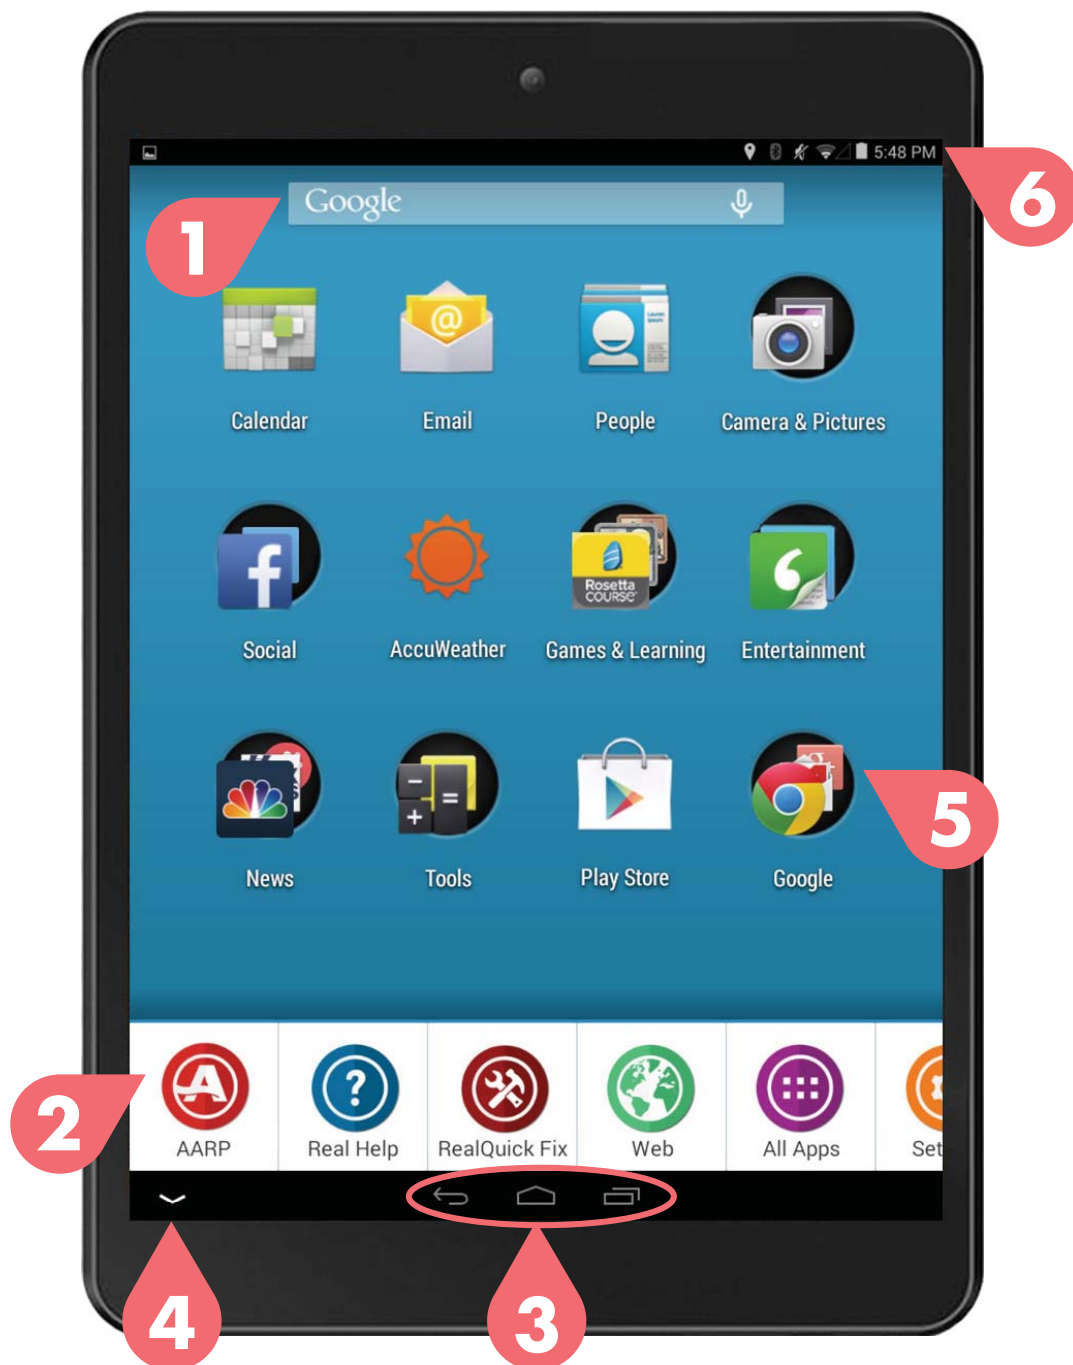 5:48 PM
6
Google
1
Calendar
Email
@
People
Camera & Pictures
f
Rosetta
COURSE
Social
AccuWeather
Games & Learning
Entertainment
5
News
Tools
Play Store
Google
2
A
?
AARP
Real Help
RealQuick Fix
Web
All Apps
Set
4
3